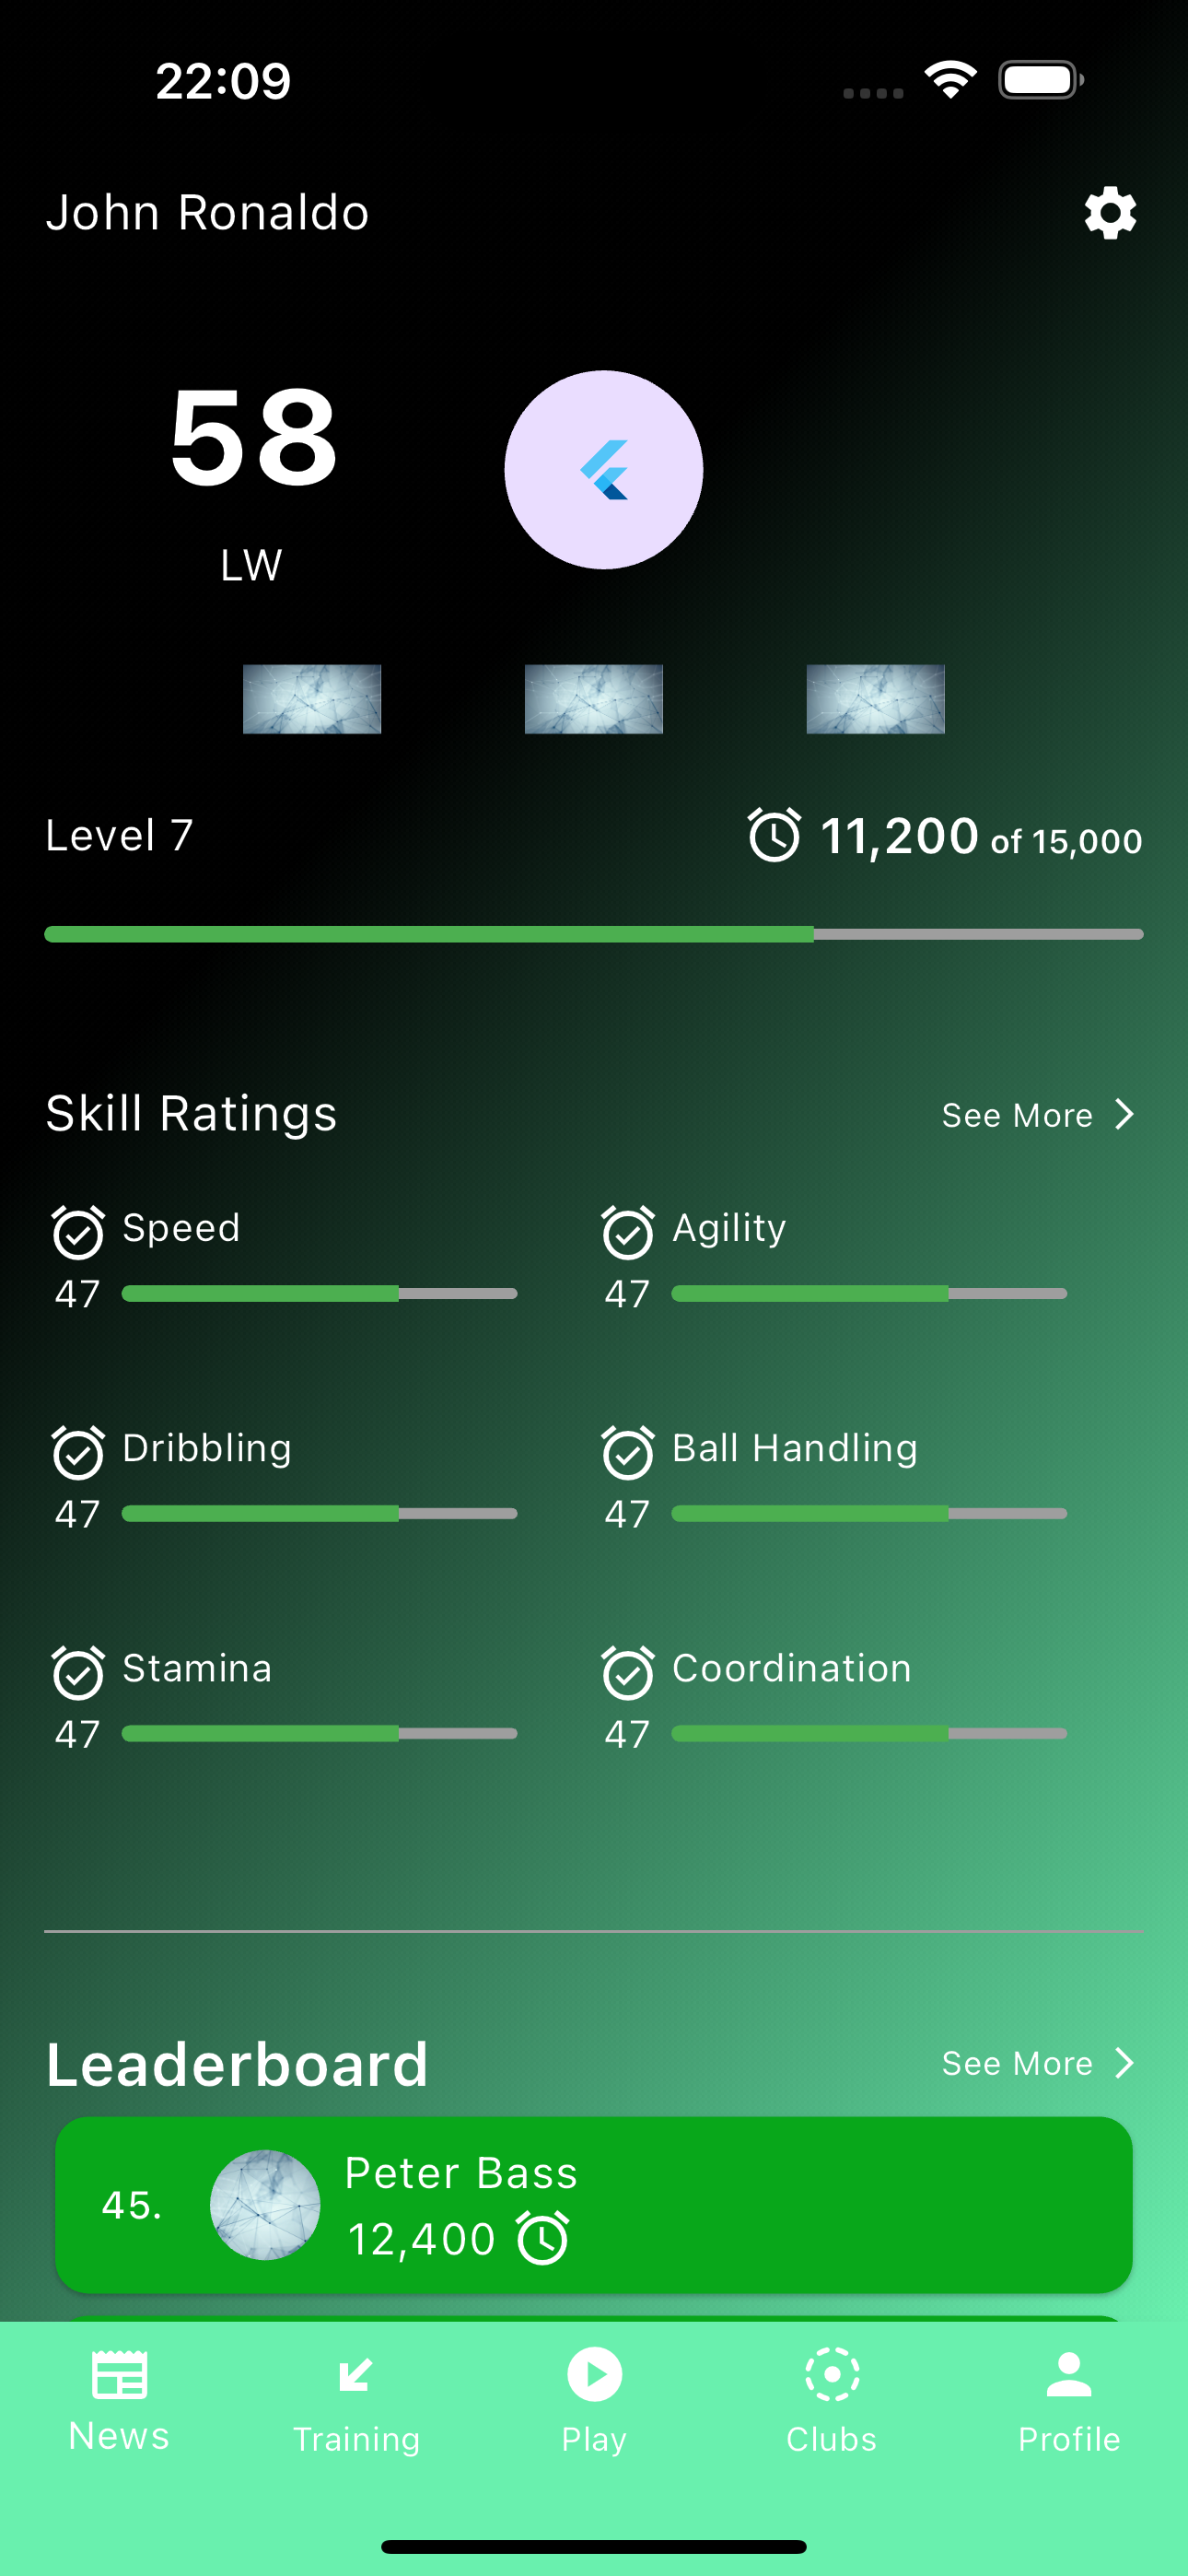 22:09
John Ronaldo
58
LW
Level 7
11,200 of 15,000
Skill Ratings
See More
Speed
47
Agility
47
Dribbling
47
Ball Handling
47
Stamina
47
Coordination
47
Leaderboard
See More
45.
Peter Bass
12,400
News
Training
Play
Clubs
Profile